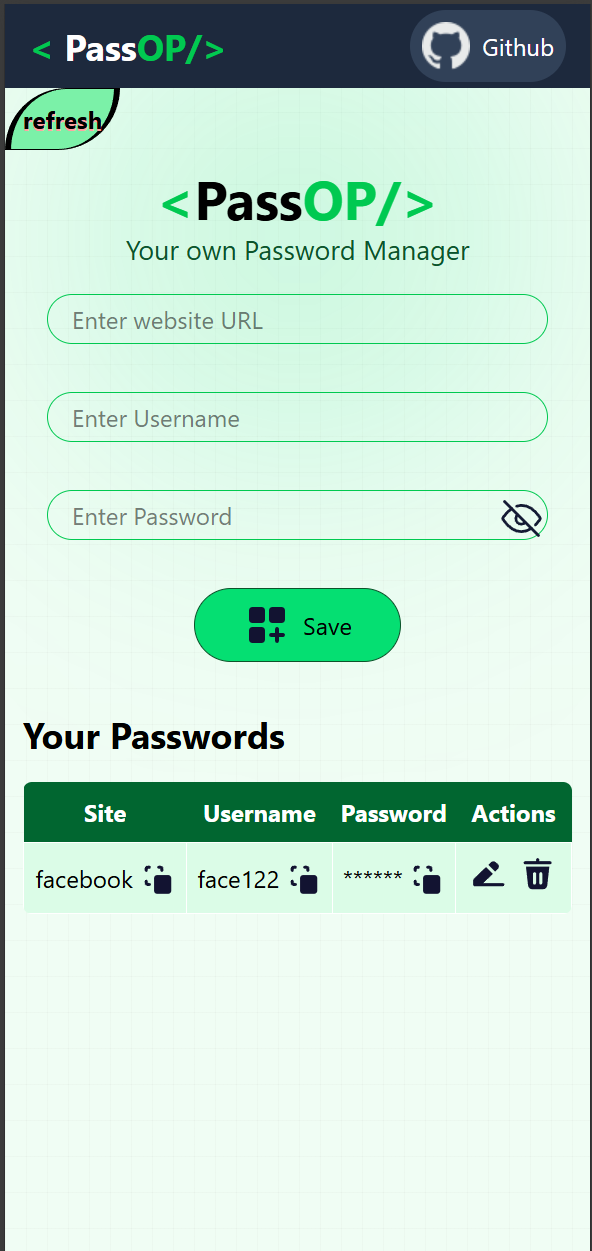 < PassOP/>
Github
refresh
<PassOP/>
Your own Password Manager
Enter website URL
Enter Username
Enter Password
Save
Your Passwords
Site Username Password Actions
facebook face122 ******